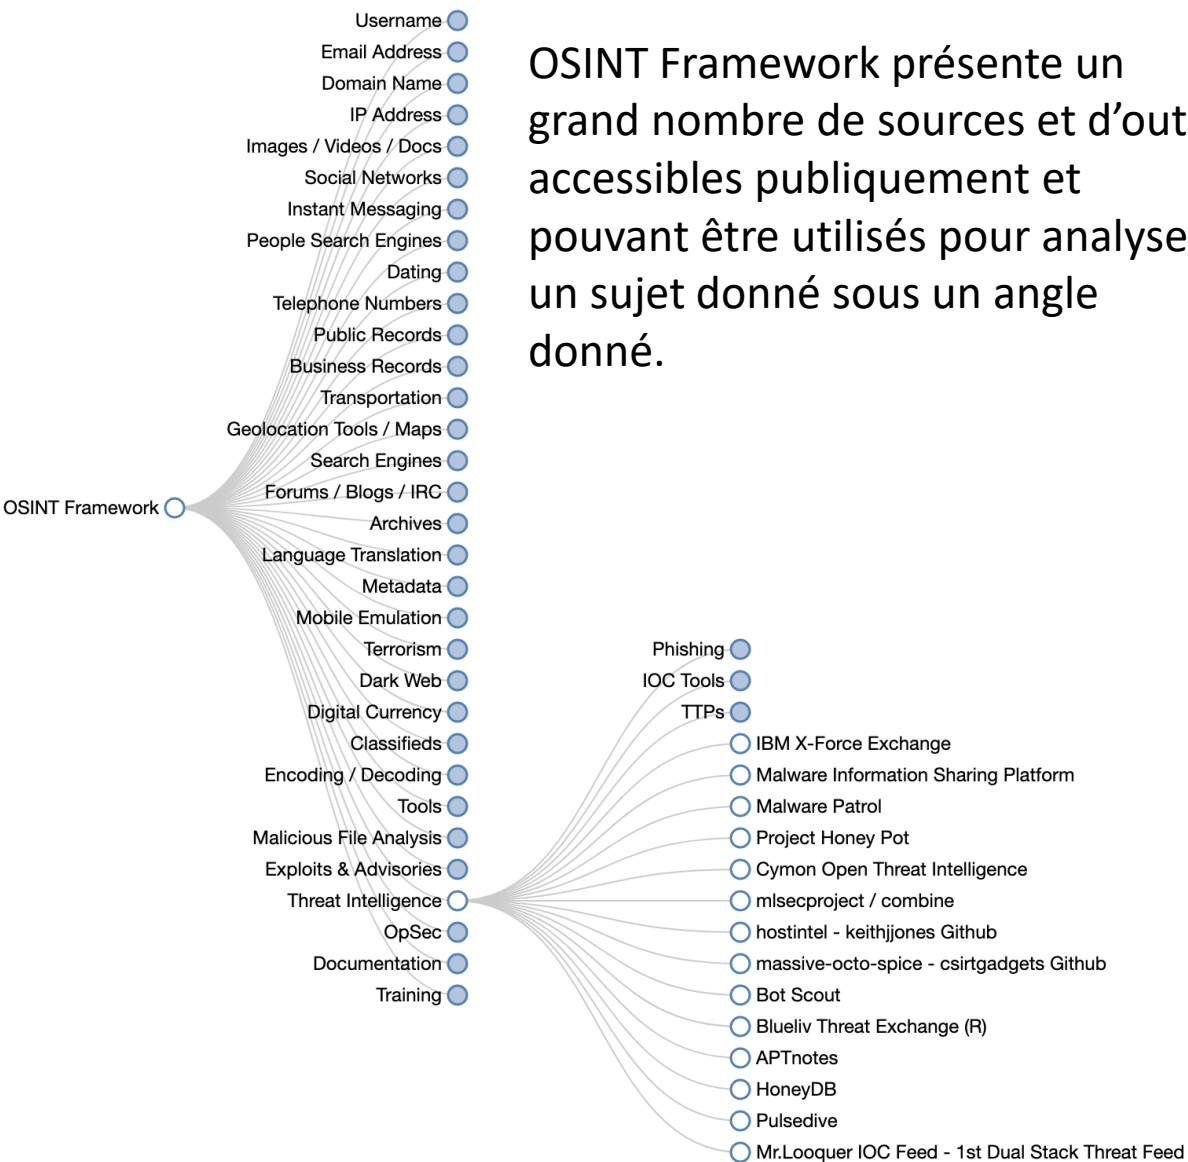 OSINT Framework présente un
grand nombre de sources et d’out
accessibles publiquement et
pouvant être utilisés pour analyse
un sujet donné sous un angle
donné.
OSINT Framework
Username
Email Address
Domain Name
IP Address
Images / Videos / Docs
Social Networks
Instant Messaging
People Search Engines
Dating
Telephone Numbers
Public Records
Business Records
Transportation
Geolocation Tools / Maps
Search Engines
Forums / Blogs / IRC
Archives
Language Translation
Metadata
Mobile Emulation
Terrorism
Dark Web
Digital Currency
Classifieds
Encoding / Decoding
Tools
Malicious File Analysis
Exploits & Advisories
Threat Intelligence
OpSec
Documentation
Training
Phishing
IOC Tools
TTPs
IBM X-Force Exchange
Malware Information Sharing Platform
Malware Patrol
Project Honey Pot
Cymon Open Threat Intelligence
mlsecproject / combine
hostintel - keithjjones Github
massive-octo-spice - csirtgadgets Github
Bot Scout
Blueliv Threat Exchange (R)
APTnotes
HoneyDB
Pulsedive
Mr.Looquer IOC Feed - 1st Dual Stack Threat Feed